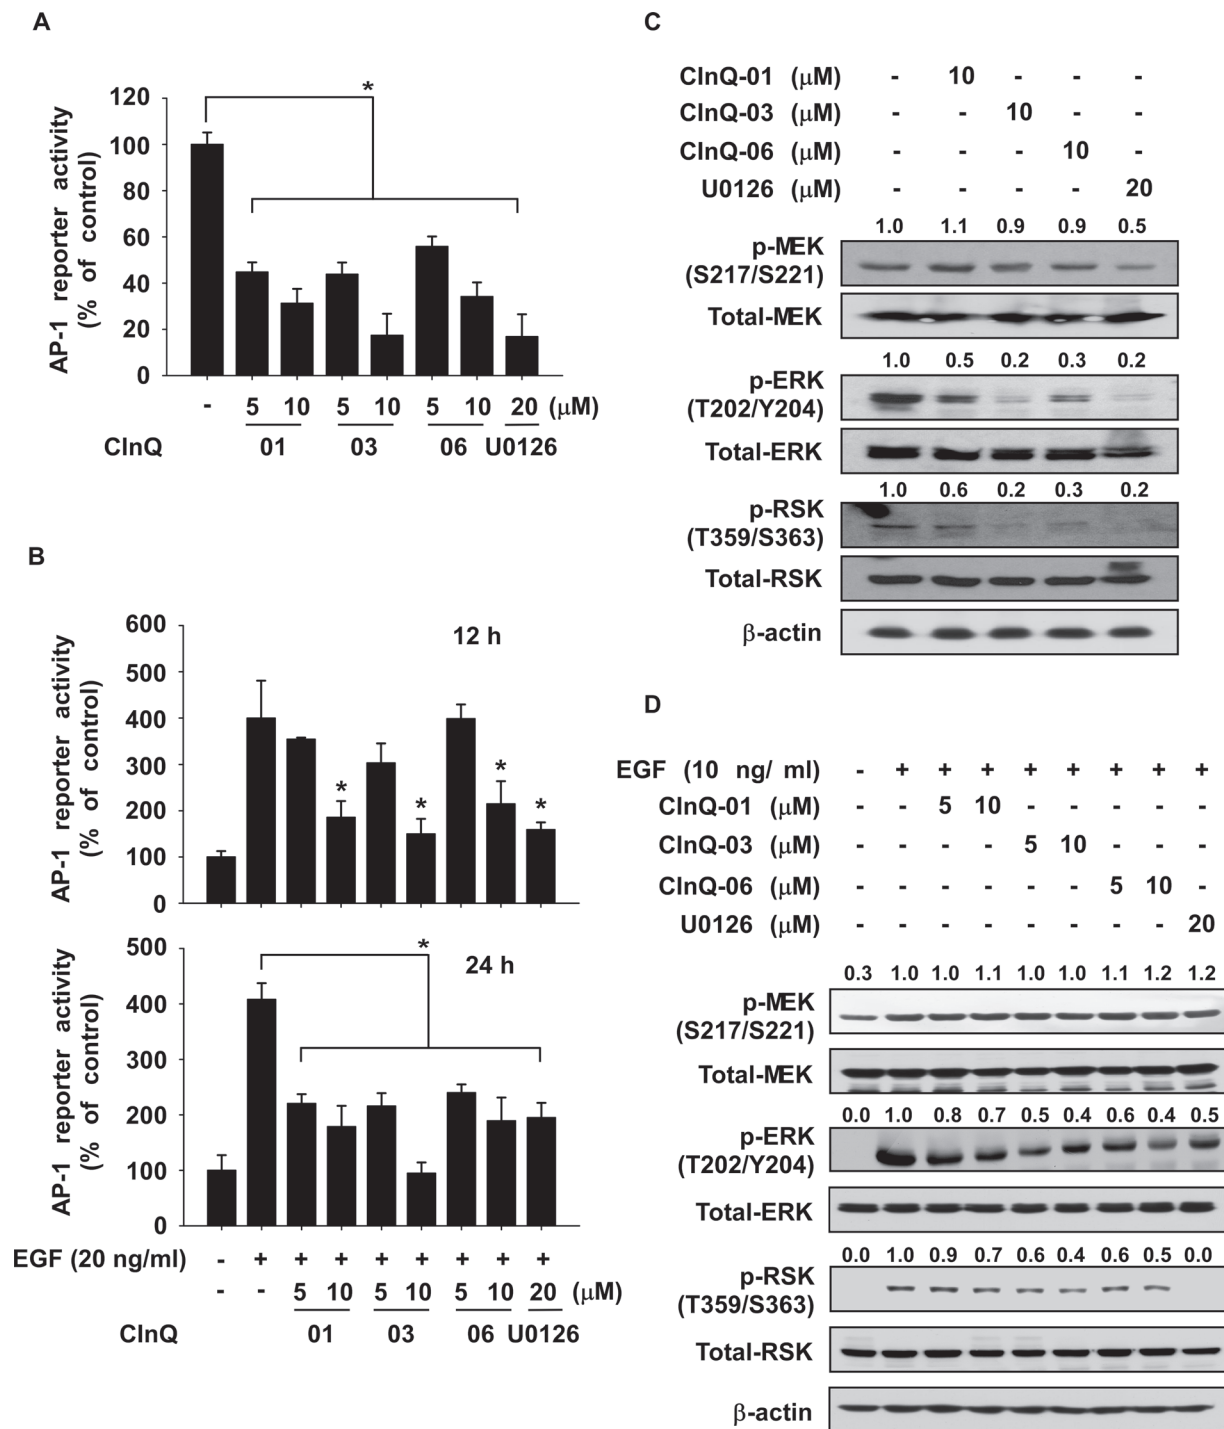 A
AP-1 reporter activity
(% of control)
120
100
80
60
40
20
0
*
- 5 10 5 10 5 10 20 (μM)
ClnQ 01 03 06 U0126
B
AP-1 reporter activity
(% of control)
600
500
400
300
200
100
0
12 h
* * * *
AP-1 reporter activity
(% of control)
500
400
300
200
100
0
24 h
*
EGF (20 ng/ml) - + + + + + + + +
- - 5 10 5 10 5 10 20 (μM)
ClnQ 01 03 06 U0126
C
ClnQ-01 (μM) - 10 - - -
ClnQ-03 (μM) - - 10 - -
ClnQ-06 (μM) - - - 10 -
U0126 (μM) - - - - 20
1.0 1.1 0.9 0.9 0.5
p-MEK
(S217/S221)
Total-MEK
1.0 0.5 0.2 0.3 0.2
p-ERK
(T202/Y204)
Total-ERK
1.0 0.6 0.2 0.3 0.2
p-RSK
(T359/S363)
Total-RSK
β-actin
D
EGF (10 ng/ ml) - + + + + + + + +
ClnQ-01 (μM) - - 5 10 - - - - -
ClnQ-03 (μM) - - - - 5 10 - - -
ClnQ-06 (μM) - - - - - - 5 10 -
U0126 (μM) - - - - - - - - 20
0.3 1.0 1.0 1.1 1.0 1.0 1.1 1.2 1.2
p-MEK
(S217/S221)
Total-MEK
0.0 1.0 0.8 0.7 0.5 0.4 0.6 0.4 0.5
p-ERK
(T202/Y204)
Total-ERK
0.0 1.0 0.9 0.7 0.6 0.4 0.6 0.5 0.0
p-RSK
(T359/S363)
Total-RSK
β-actin